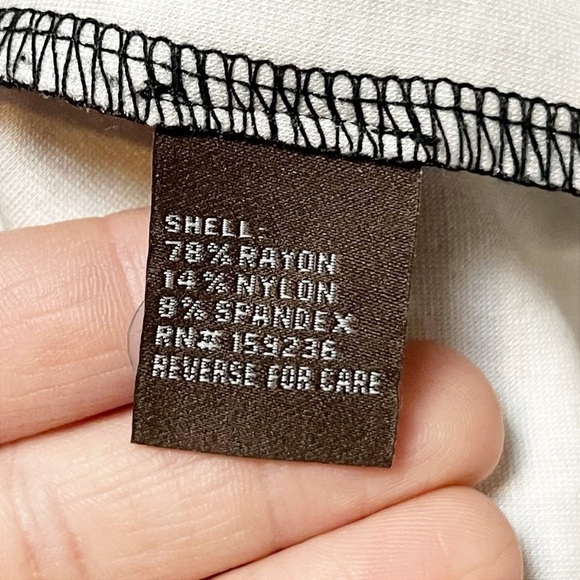 SHELL-
78% RAYON
14% NYLON
8% SPANDEX
RN# 159236
REVERSE FOR CARE